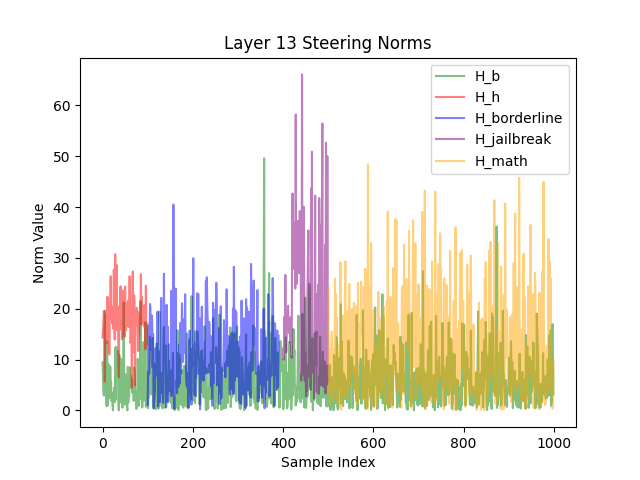 Layer 13 Steering Norms
H_b
H_h
H_borderline
H_jailbreak
H_math
Norm Value
60
50
40
30
20
10
0
0 200 400 600 800 1000
Sample Index